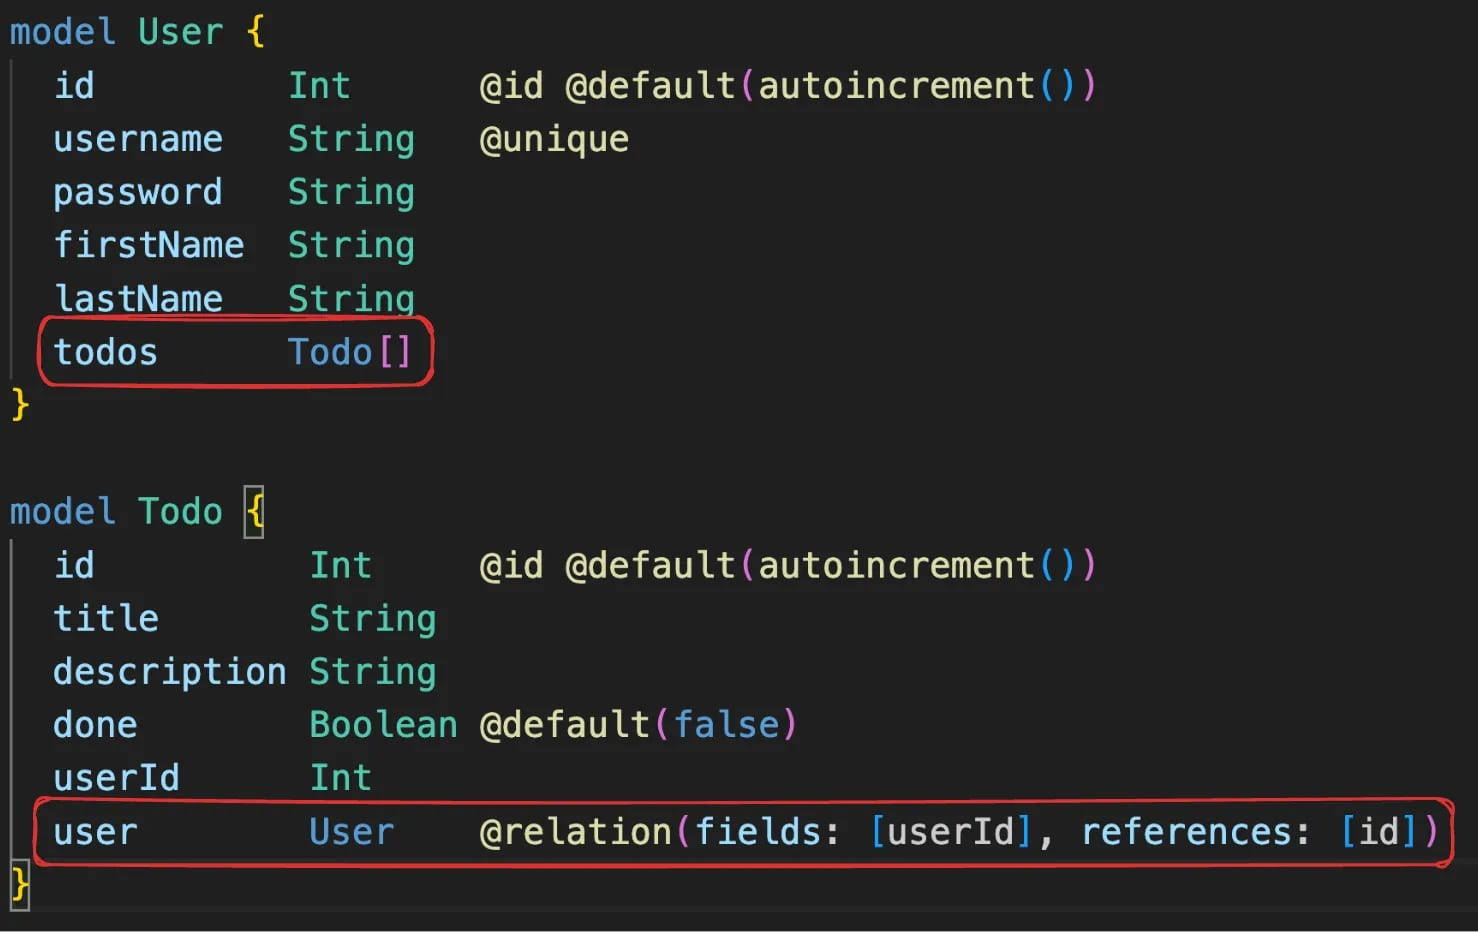 model User {
  id         Int      @id @default(autoincrement())
  username   String   @unique
  password   String
  firstName  String
  lastName   String
  todos      Todo[]
}
model Todo {
  id          Int     @id @default(autoincrement())
  title       String
  description String
  done        Boolean @default(false)
  userId      Int
  user        User    @relation(fields: [userId], references: [id])
}